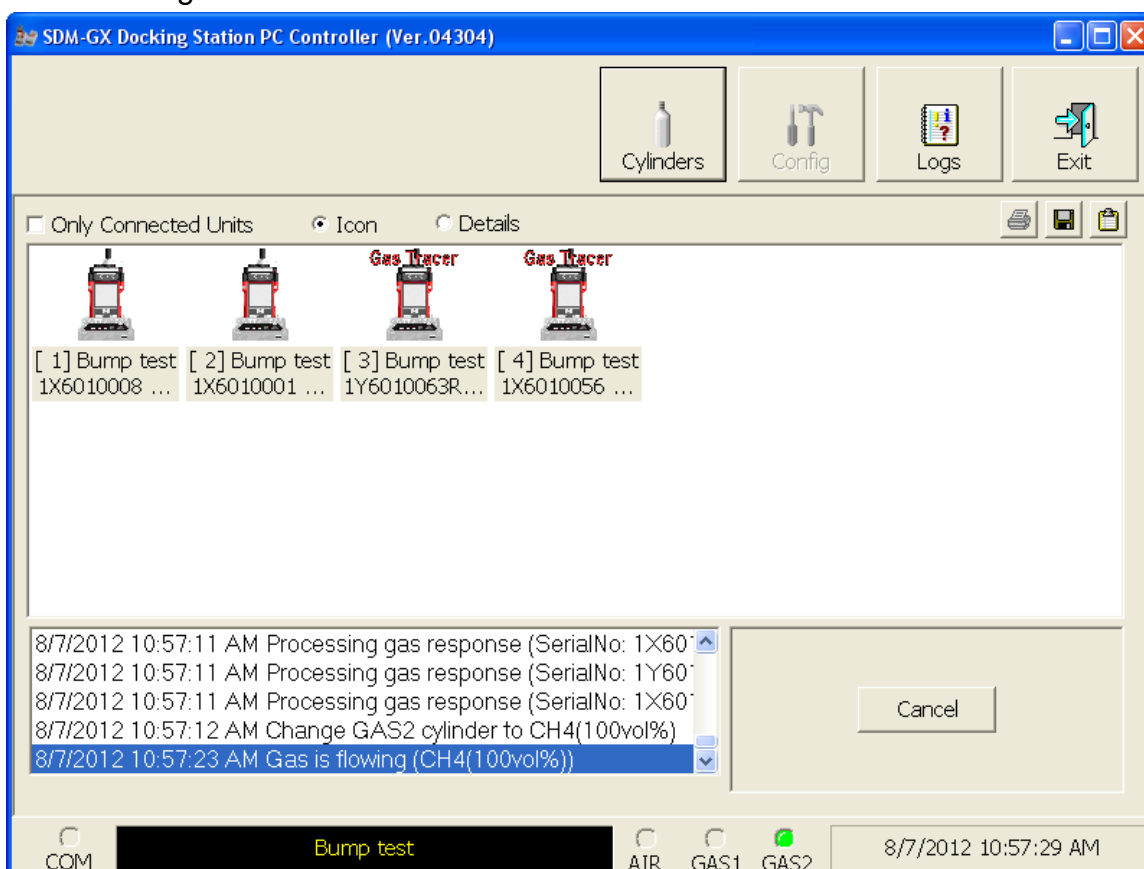 SDM-GX Docking Station PC Controller (Ver.04304)
Cylinders
Config
Logs
Exit
Only Connected Units
Icon
Details
Gas Tracer
Gas Tracer
[ 1] Bump test
1X6010008 ...
[ 2] Bump test
1X6010001 ...
[ 3] Bump test
1Y6010063R...
[ 4] Bump test
1X6010056 ...
8/7/2012 10:57:11 AM Processing gas response (SerialNo: 1X60
8/7/2012 10:57:11 AM Processing gas response (SerialNo: 1Y60
8/7/2012 10:57:11 AM Processing gas response (SerialNo: 1X60
8/7/2012 10:57:12 AM Change GAS2 cylinder to CH4(100vol%)
8/7/2012 10:57:23 AM Gas is flowing (CH4(100vol%))
Cancel
COM
Bump test
AIR
GAS1
GAS2
8/7/2012 10:57:29 AM